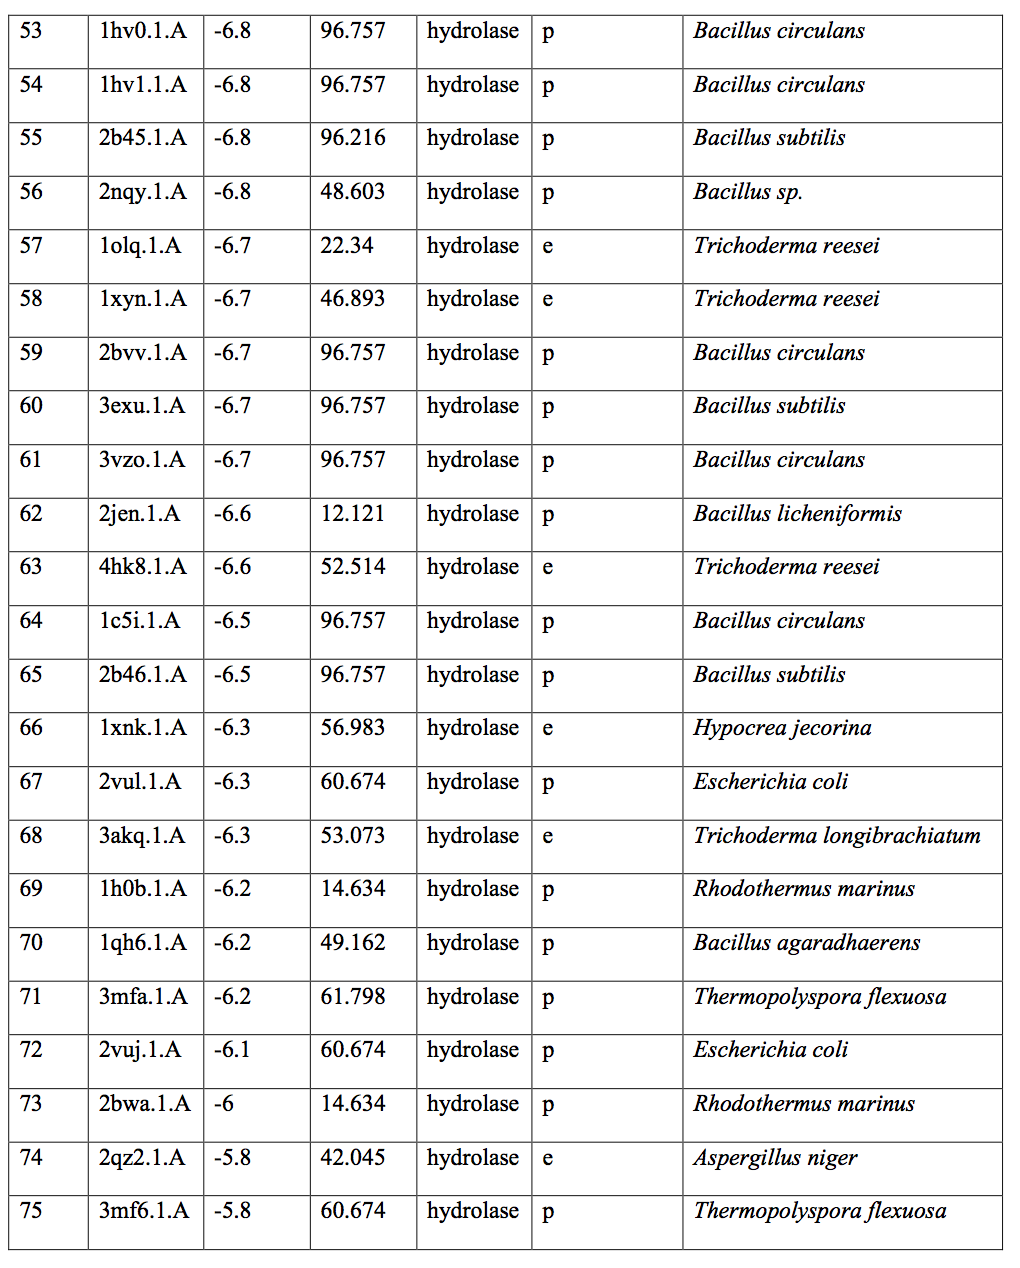 53 1hv0.1.A -6.8 96.757 hydrolase p Bacillus circulans
54 1hv1.1.A -6.8 96.757 hydrolase p Bacillus circulans
55 2b45.1.A -6.8 96.216 hydrolase p Bacillus subtilis
56 2nqy.1.A -6.8 48.603 hydrolase p Bacillus sp.
57 1olq.1.A -6.7 22.34 hydrolase e Trichoderma reesei
58 1xyn.1.A -6.7 46.893 hydrolase e Trichoderma reesei
59 2bvv.1.A -6.7 96.757 hydrolase p Bacillus circulans
60 3exu.1.A -6.7 96.757 hydrolase p Bacillus subtilis
61 3vzo.1.A -6.7 96.757 hydrolase p Bacillus circulans
62 2jen.1.A -6.6 12.121 hydrolase p Bacillus licheniformis
63 4hk8.1.A -6.6 52.514 hydrolase e Trichoderma reesei
64 1c5i.1.A -6.5 96.757 hydrolase p Bacillus circulans
65 2b46.1.A -6.5 96.757 hydrolase p Bacillus subtilis
66 1xnk.1.A -6.3 56.983 hydrolase e Hypocrea jecorina
67 2vul.1.A -6.3 60.674 hydrolase p Escherichia coli
68 3akq.1.A -6.3 53.073 hydrolase e Trichoderma longibrachiatum
69 1h0b.1.A -6.2 14.634 hydrolase p Rhodothermus marinus
70 1qh6.1.A -6.2 49.162 hydrolase p Bacillus agaradhaerens
71 3mfa.1.A -6.2 61.798 hydrolase p Thermopolyspora flexuosa
72 2vuj.1.A -6.1 60.674 hydrolase p Escherichia coli
73 2bwa.1.A -6 14.634 hydrolase p Rhodothermus marinus
74 2qz2.1.A -5.8 42.045 hydrolase e Aspergillus niger
75 3mf6.1.A -5.8 60.674 hydrolase p Thermopolyspora flexuosa